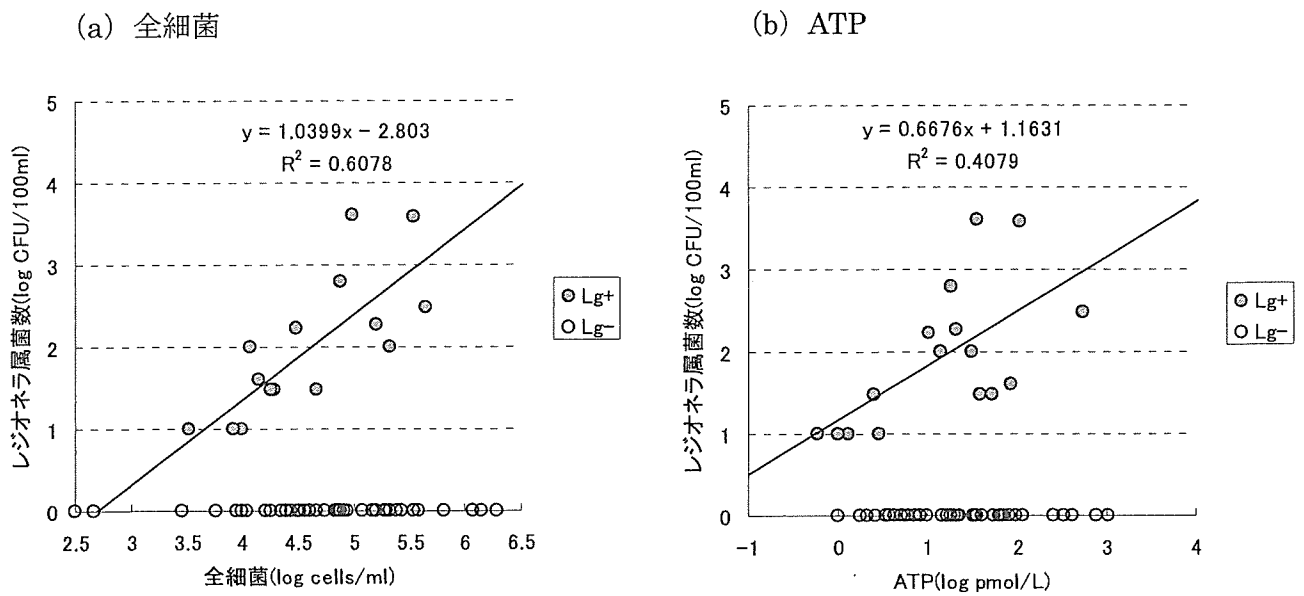 (a) 全細菌
5
4
3
2
1
0
y = 1.0399x − 2.803
R² = 0.6078
レジオネラ属菌数(log CFU/100ml)
2.5 3 3.5 4 4.5 5 5.5 6 6.5
全細菌(log cells/ml)
Lg+
Lg−
(b) ATP
5
4
3
2
1
0
y = 0.6676x + 1.1631
R² = 0.4079
レジオネラ属菌数(log CFU/100ml)
−1 0 1 2 3 4
ATP(log pmol/L)
Lg+
Lg−